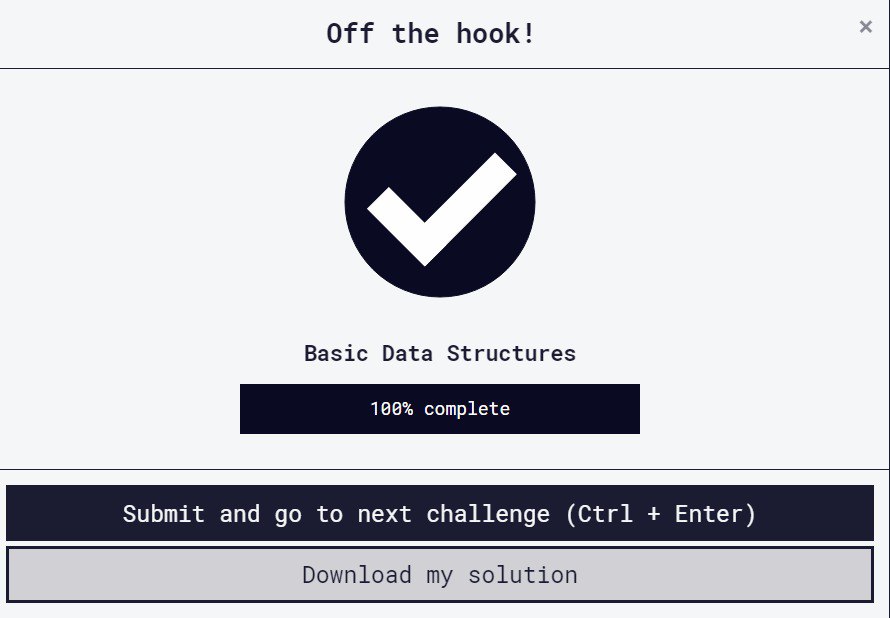 Off the hook!
×
Basic Data Structures
100% complete
Submit and go to next challenge (Ctrl + Enter)
Download my solution